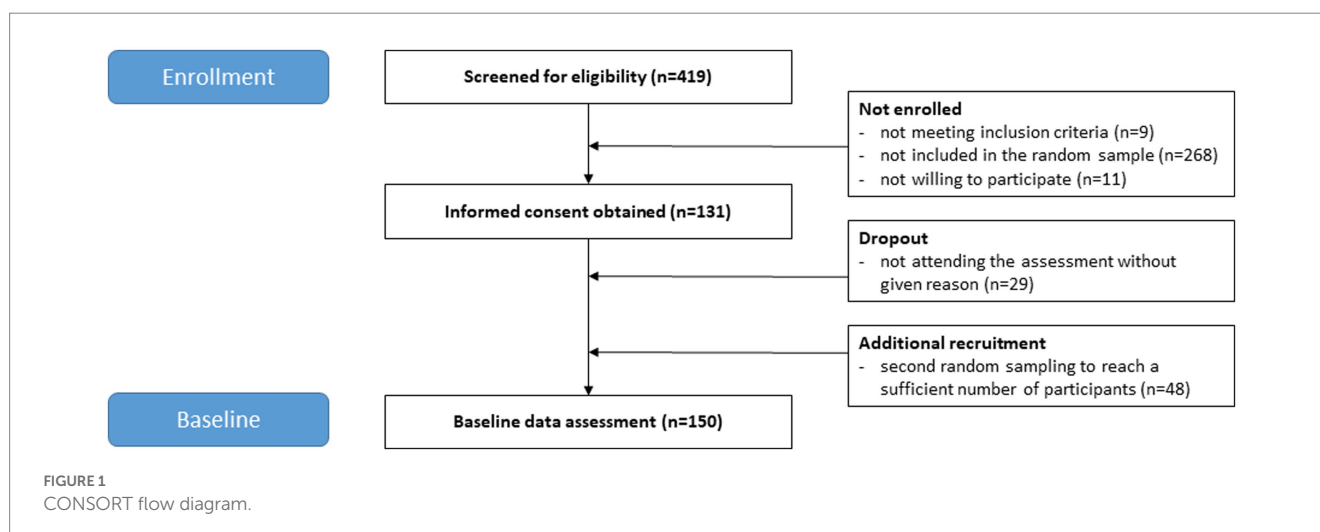 Enrollment
Screened for eligibility (n=419)
Not enrolled
- not meeting inclusion criteria (n=9)
- not included in the random sample (n=268)
- not willing to participate (n=11)
Informed consent obtained (n=131)
Dropout
- not attending the assessment without
given reason (n=29)
Additional recruitment
- second random sampling to reach a
sufficient number of participants (n=48)
Baseline
Baseline data assessment (n=150)
FIGURE 1
CONSORT flow diagram.